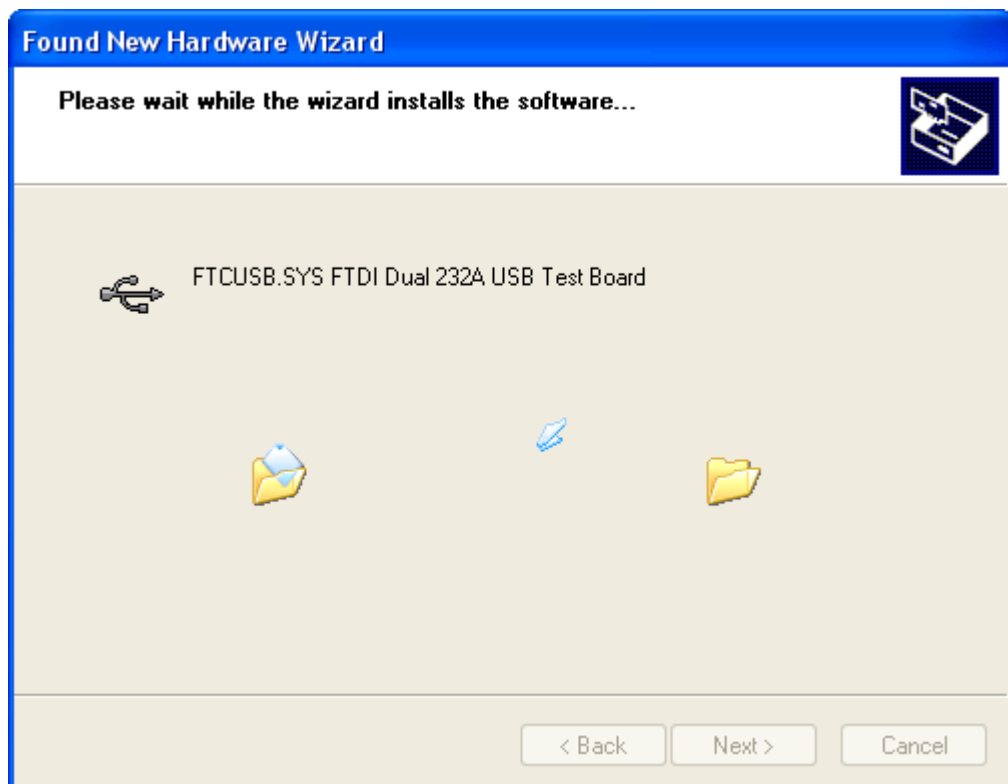 Found New Hardware Wizard
Please wait while the wizard installs the software...
FTCUSB.SYS FTDI Dual 232A USB Test Board
< Back Next > Cancel